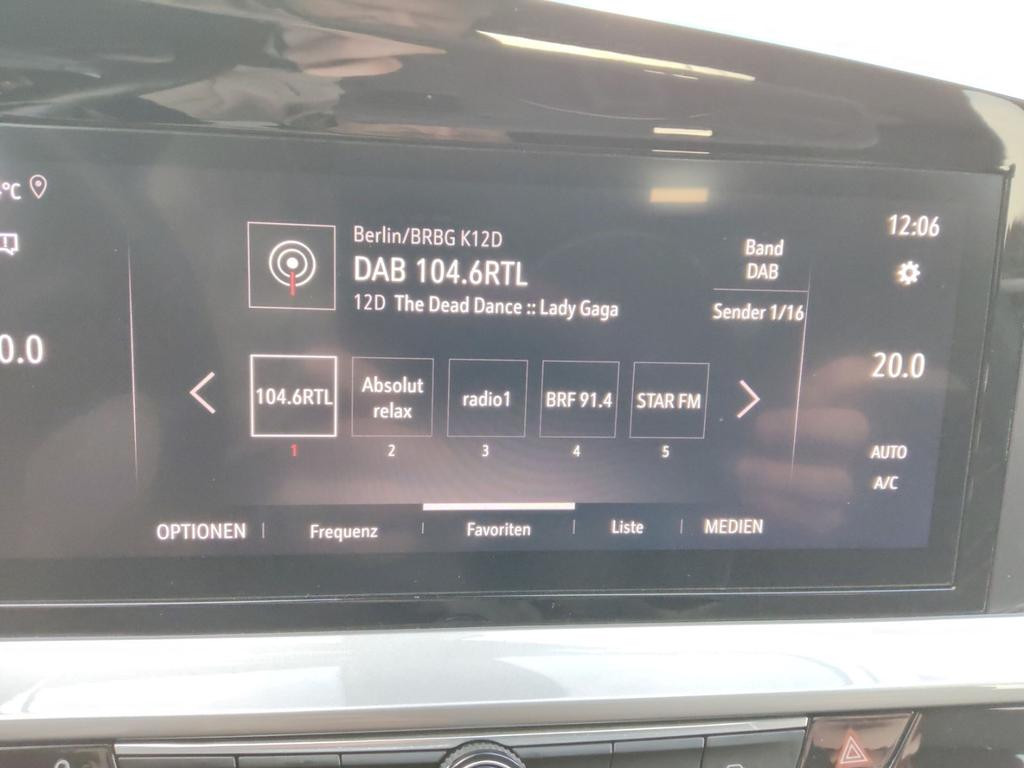 °C
Berlin/BRBG K12D
DAB 104.6RTL
12D The Dead Dance :: Lady Gaga
Band
DAB
Sender 1/16
12:06
0.0
20.0
104.6RTL
Absolut
relax
radio1
BRF 91.4
STAR FM
1
2
3
4
5
AUTO
A/C
OPTIONEN
Frequenz
Favoriten
Liste
MEDIEN